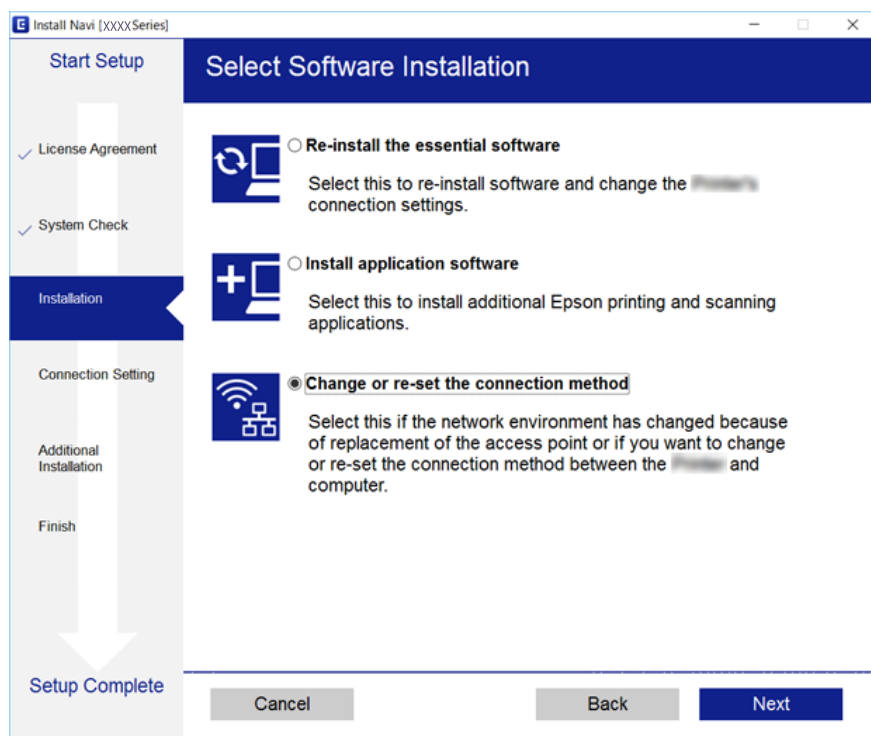 Install Navi [XXXX Series]
Start Setup
License Agreement
System Check
Installation
Connection Setting
Additional
Installation
Finish
Setup Complete
Select Software Installation
Re-install the essential software
Select this to re-install software and change the
connection settings.
Install application software
Select this to install additional Epson printing and scanning
applications.
Change or re-set the connection method
Select this if the network environment has changed because
of replacement of the access point or if you want to change
or re-set the connection method between the and
computer.
Cancel
Back
Next